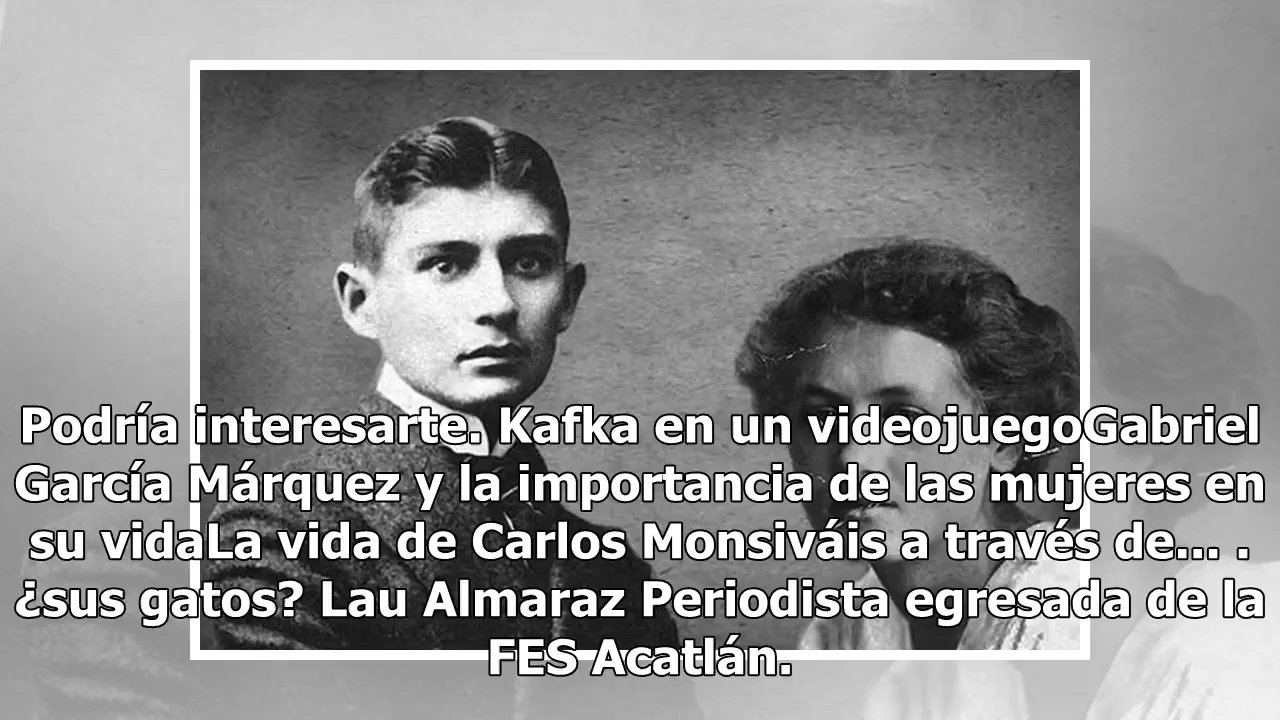 Podría interesarte. Kafka en un videojuegoGabriel
García Márquez y la importancia de las mujeres en
su vidaLa vida de Carlos Monsiváis a través de... .
¿sus gatos? Lau Almaraz Periodista egresada de la
FES Acatlán.